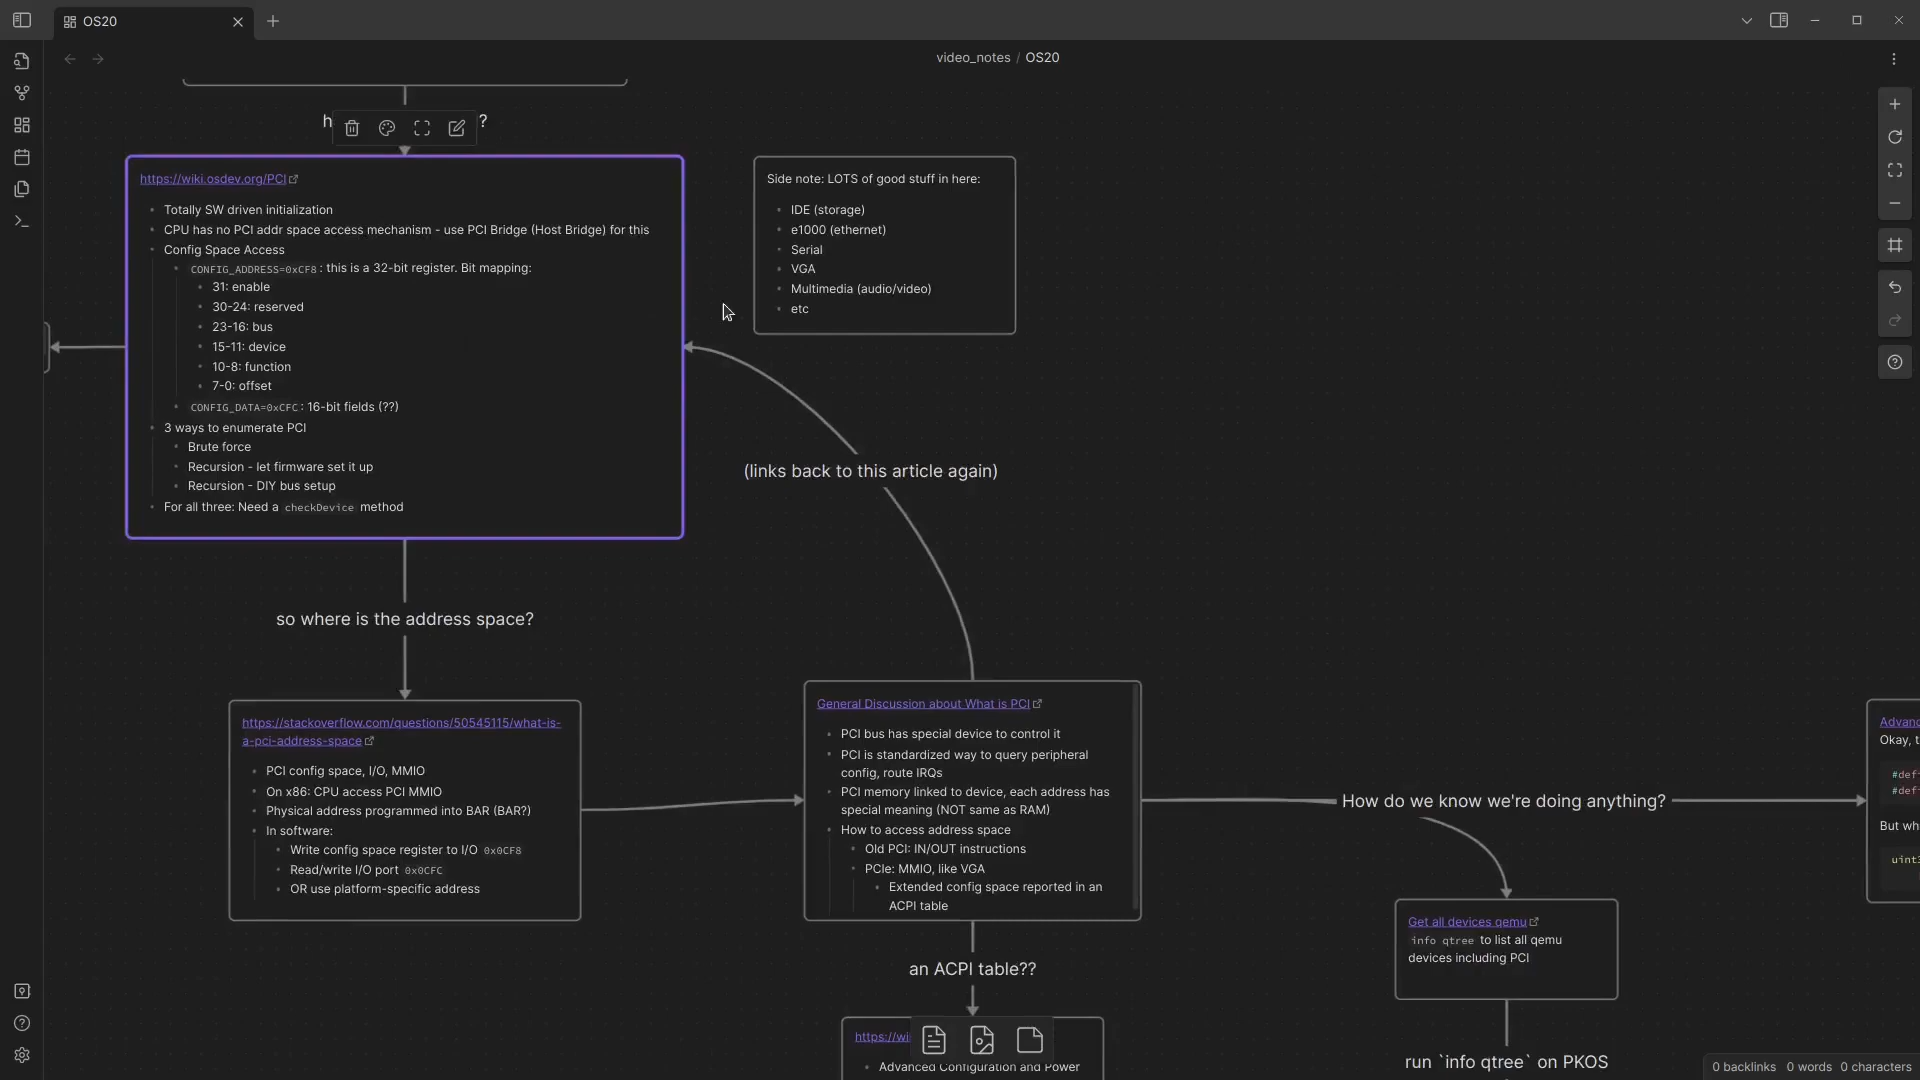 OS20
video_notes / OS20
h
?
https://wiki.osdev.org/PCI
Totally SW driven initialization
CPU has no PCI addr space access mechanism - use PCI Bridge (Host Bridge) for this
Config Space Access
CONFIG_ADDRESS=0xCF8 : this is a 32-bit register. Bit mapping:
31: enable
30-24: reserved
23-16: bus
15-11: device
10-8: function
7-0: offset
CONFIG_DATA=0xCFC : 16-bit fields (??)
3 ways to enumerate PCI
Brute force
Recursion - let firmware set it up
Recursion - DIY bus setup
For all three: Need a checkDevice method
Side note: LOTS of good stuff in here:
IDE (storage)
e1000 (ethernet)
Serial
VGA
Multimedia (audio/video)
etc
(links back to this article again)
so where is the address space?
https://stackoverflow.com/questions/50545115/what-is-
a-pci-address-space
PCI config space, I/O, MMIO
On x86: CPU access PCI MMIO
Physical address programmed into BAR (BAR?)
In software:
Write config space register to I/O 0x0CF8
Read/write I/O port 0x0CFC
OR use platform-specific address
General Discussion about What is PCI
PCI bus has special device to control it
PCI is standardized way to query peripheral
config, route IRQs
PCI memory linked to device, each address has
special meaning (NOT same as RAM)
How to access address space
Old PCI: IN/OUT instructions
PCIe: MMIO, like VGA
Extended config space reported in an
ACPI table
How do we know we're doing anything?
Advanc
Okay, t
#defi
#defi
But wh
uint3
Get all devices qemu
info qtree to list all qemu
devices including PCI
an ACPI table??
https://wi
Advanced Configuration and Power
run `info qtree` on PKOS
0 backlinks 0 words 0 characters